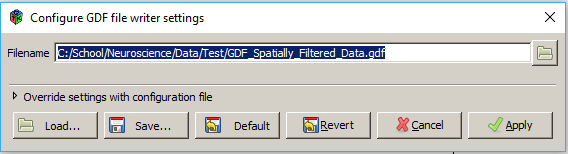 Configure GDF file writer settings
Filename C:/School/Neuroscience/Data/Test/GDF_Spatially_Filtered_Data.gdf
Override settings with configuration file
Load... Save... Default Revert Cancel Apply